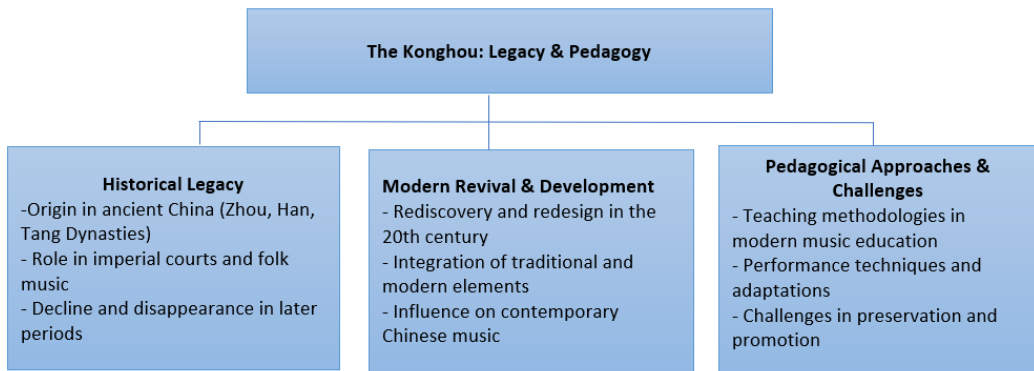 The Konghou: Legacy & Pedagogy
Historical Legacy
-Origin in ancient China (Zhou, Han,
Tang Dynasties)
- Role in imperial courts and folk
music
- Decline and disappearance in later
periods
Modern Revival & Development
- Rediscovery and redesign in the
20th century
- Integration of traditional and
modern elements
- Influence on contemporary
Chinese music
Pedagogical Approaches &
Challenges
- Teaching methodologies in
modern music education
- Performance techniques and
adaptations
- Challenges in preservation and
promotion